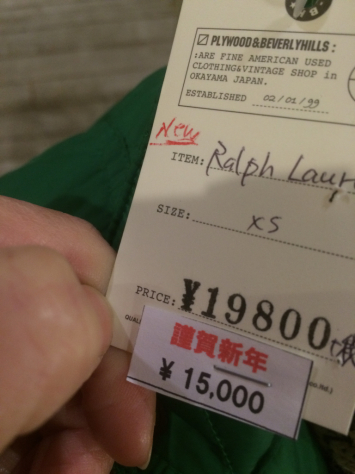 PLYWOOD&BEVERLYHILLS :
:ARE FINE AMERICAN USED
CLOTHING&VINTAGE SHOP in
OKAYAMA JAPAN.
ESTABLISHED 02/01/99
New
ITEM: Ralph
SIZE: XS
PRICE: ¥19800+税
謹賀新年
¥ 15,000